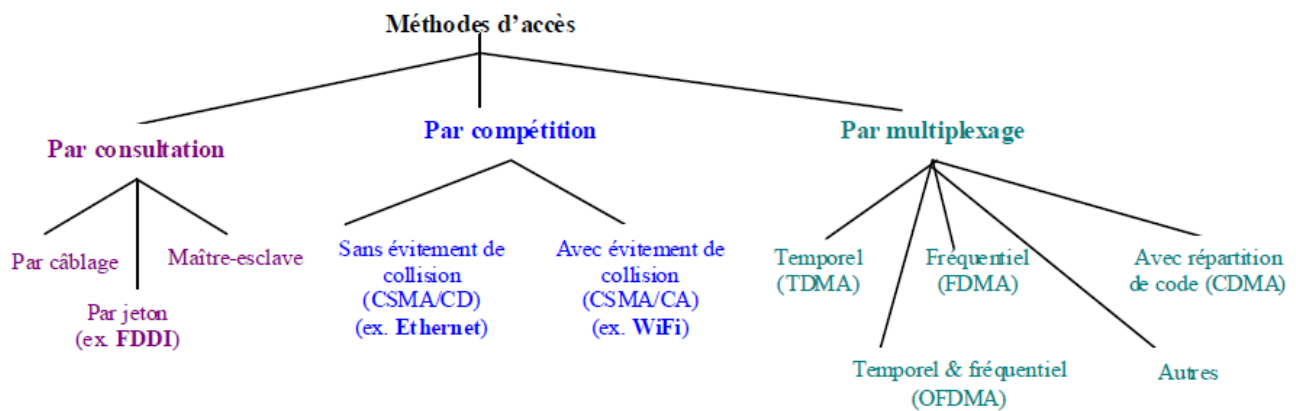 Méthodes d'accès
Par consultation
Par compétition
Par multiplexage
Par câblage
Par jeton
(ex. FDDI)
Maître-esclave
Sans évitement de
collision
(CSMA/CD)
(ex. Ethernet)
Avec évitement de
collision
(CSMA/CA)
(ex. WiFi)
Temporel
(TDMA)
Fréquentiel
(FDMA)
Avec répartition
de code (CDMA)
Temporel & fréquentiel
(OFDMA)
Autres